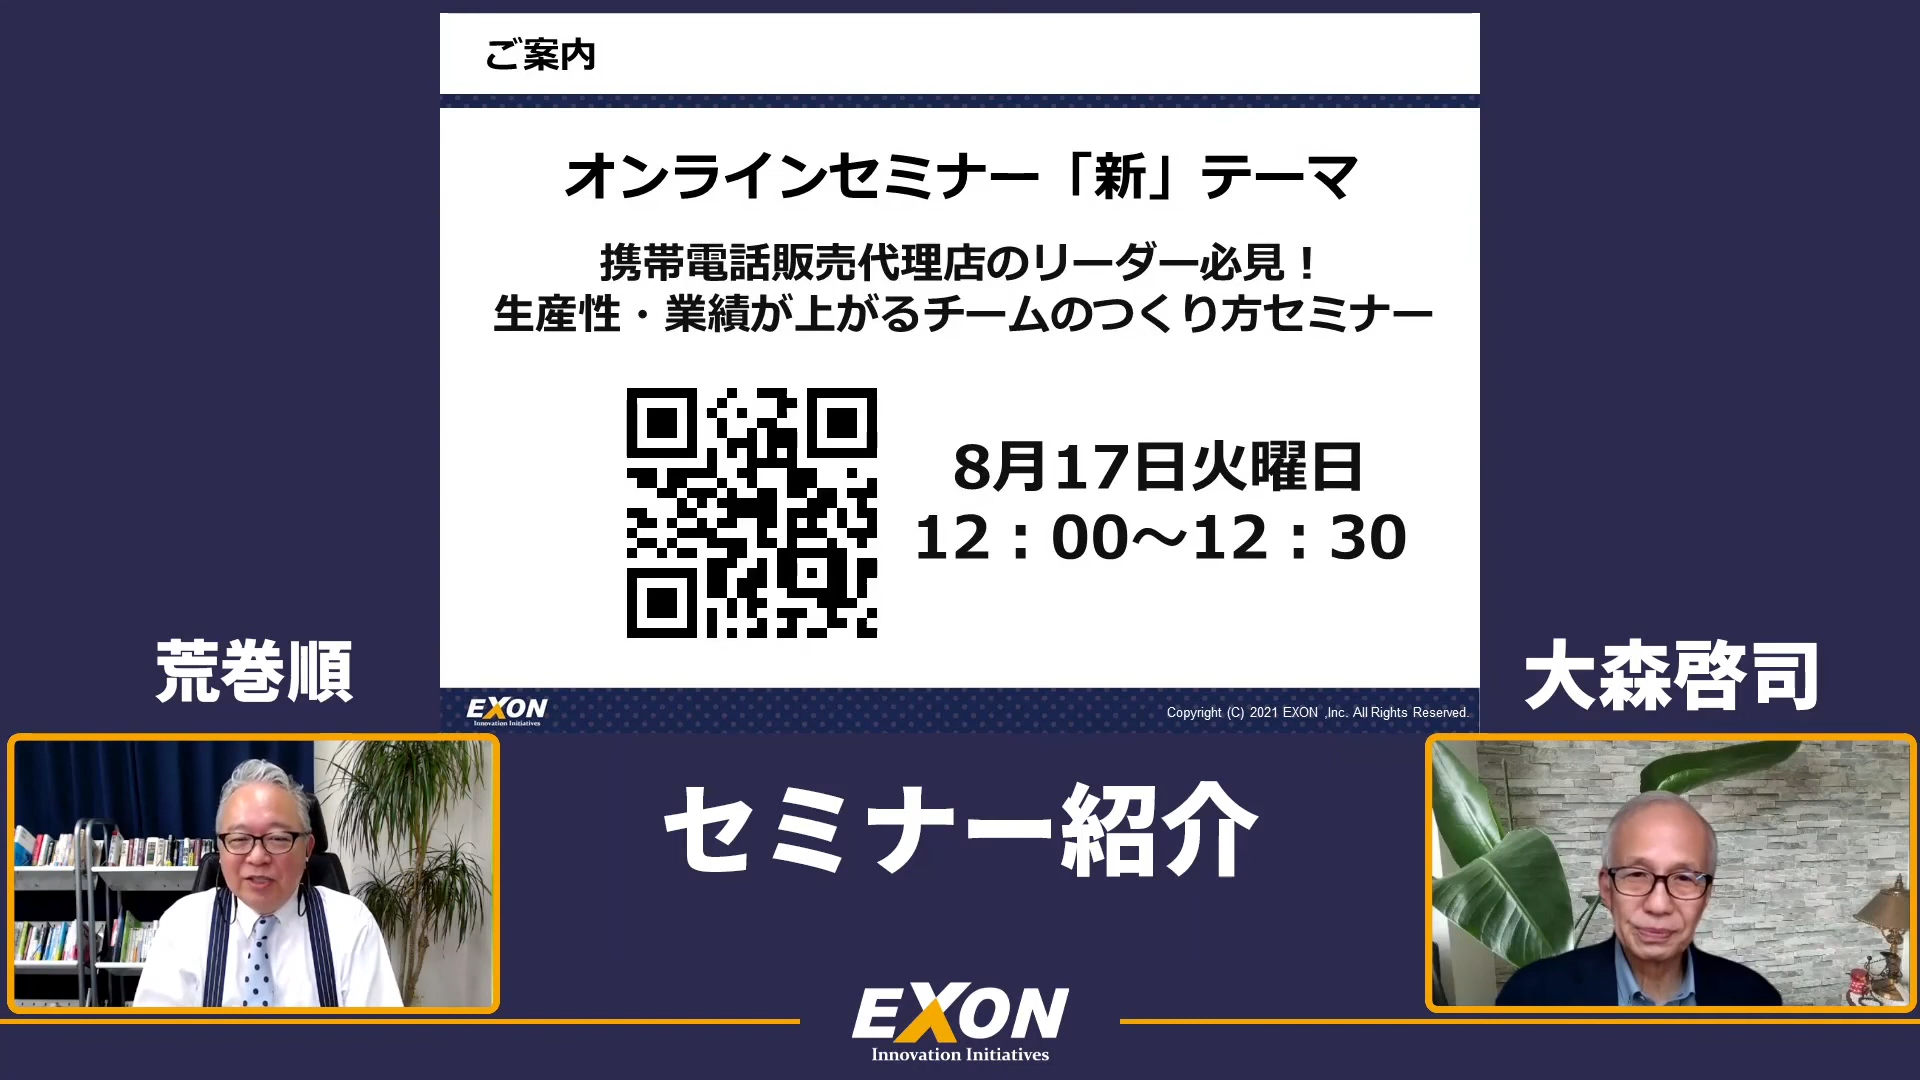 ご案内
オンラインセミナー「新」テーマ
携帯電話販売代理店のリーダー必見！
生産性・業績が上がるチームのつくり方セミナー
8月17日火曜日
12：00～12：30
EXON
Innovation Initiatives
Copyright (C) 2021 EXON ,Inc. All Rights Reserved.
荒巻順
大森啓司
セミナー紹介
EXON
Innovation Initiatives